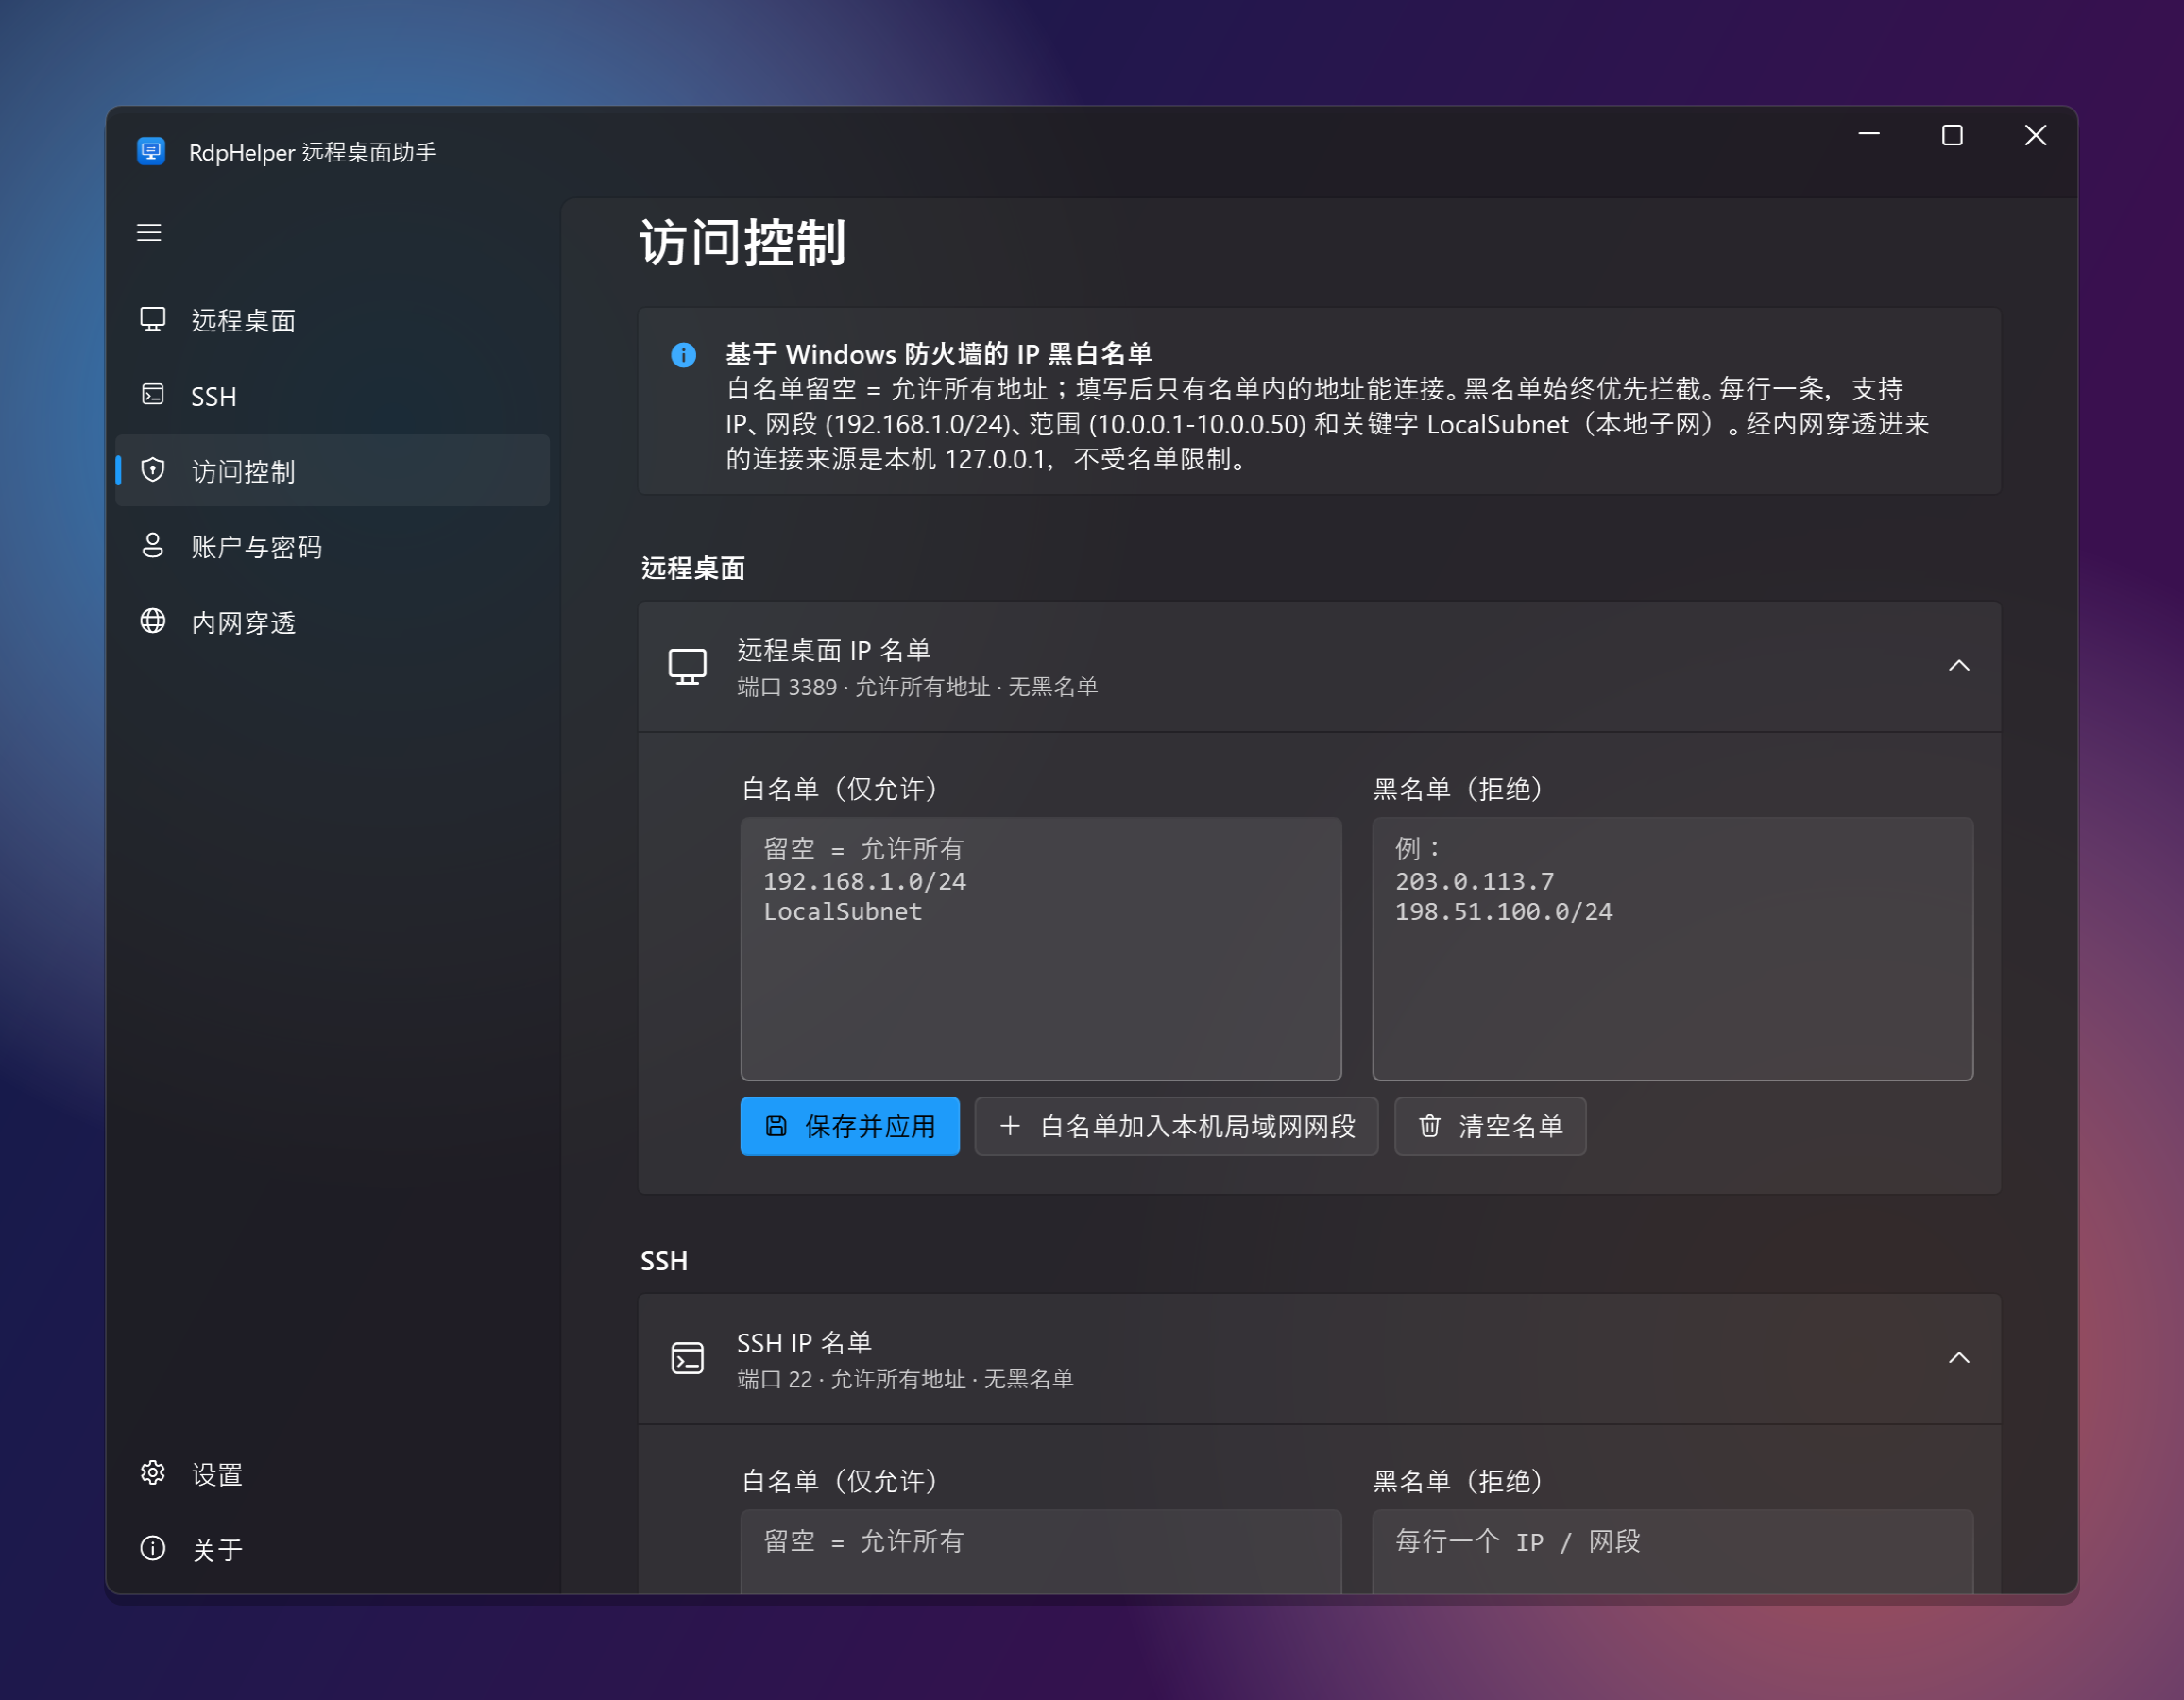 RdpHelper 远程桌面助手
远程桌面
SSH
访问控制
账户与密码
内网穿透
设置
关于
访问控制
基于 Windows 防火墙的 IP 黑白名单
白名单留空 = 允许所有地址；填写后只有名单内的地址能连接。黑名单始终优先拦截。每行一条，支持
IP、网段 (192.168.1.0/24)、范围 (10.0.0.1-10.0.0.50) 和关键字 LocalSubnet（本地子网）。经内网穿透进来
的连接来源是本机 127.0.0.1，不受名单限制。
远程桌面
远程桌面 IP 名单
端口 3389 · 允许所有地址 · 无黑名单
白名单（仅允许）
留空 = 允许所有
192.168.1.0/24
LocalSubnet
黑名单（拒绝）
例：
203.0.113.7
198.51.100.0/24
保存并应用
白名单加入本机局域网网段
清空名单
SSH
SSH IP 名单
端口 22 · 允许所有地址 · 无黑名单
白名单（仅允许）
留空 = 允许所有
黑名单（拒绝）
每行一个 IP / 网段